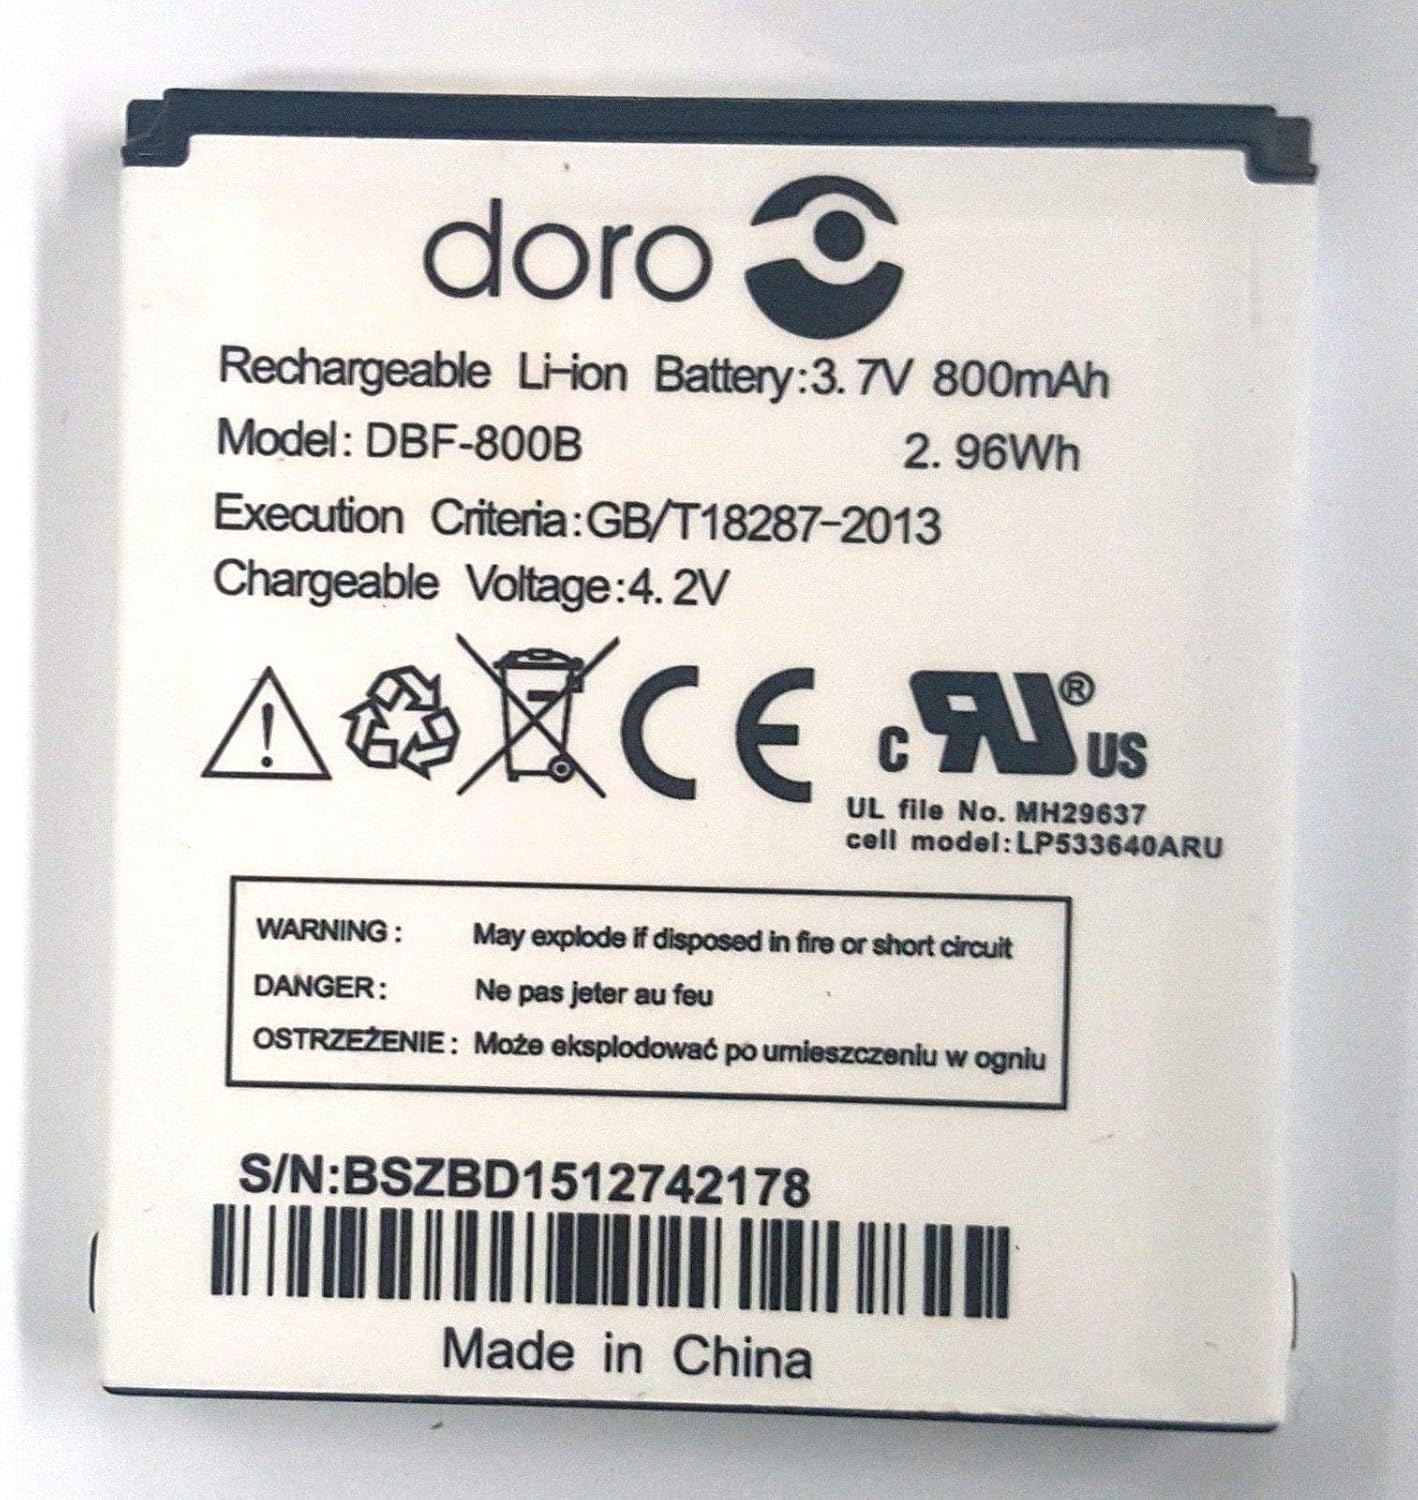 doro
Rechargeable Li-ion Battery:3.7V 800mAh
Model: DBF-800B 2.96Wh
Execution Criteria:GB/T18287-2013
Chargeable Voltage:4.2V
CE c RU ® US
UL file No. MH29637
cell model:LP533640ARU
WARNING: May explode if disposed in fire or short circuit
DANGER: Ne pas jeter au feu
OSTRZEŻENIE: Może eksplodować po umieszczeniu w ogniu
S/N:BSZBD1512742178
Made in China